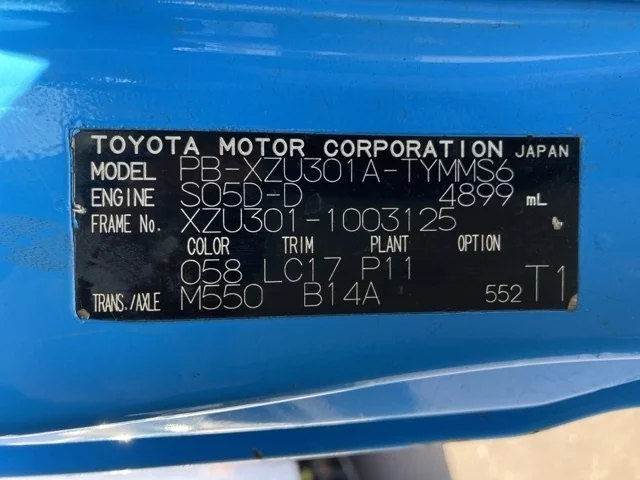 TOYOTA MOTOR CORPORATION JAPAN
MODEL PB-XZU301A-TYMMS6
ENGINE S05D-D 4899 mL
FRAME No. XZU301-1003125
COLOR TRIM PLANT OPTION
058 LC17 P11
TRANS./AXLE M550 B14A 552 T1